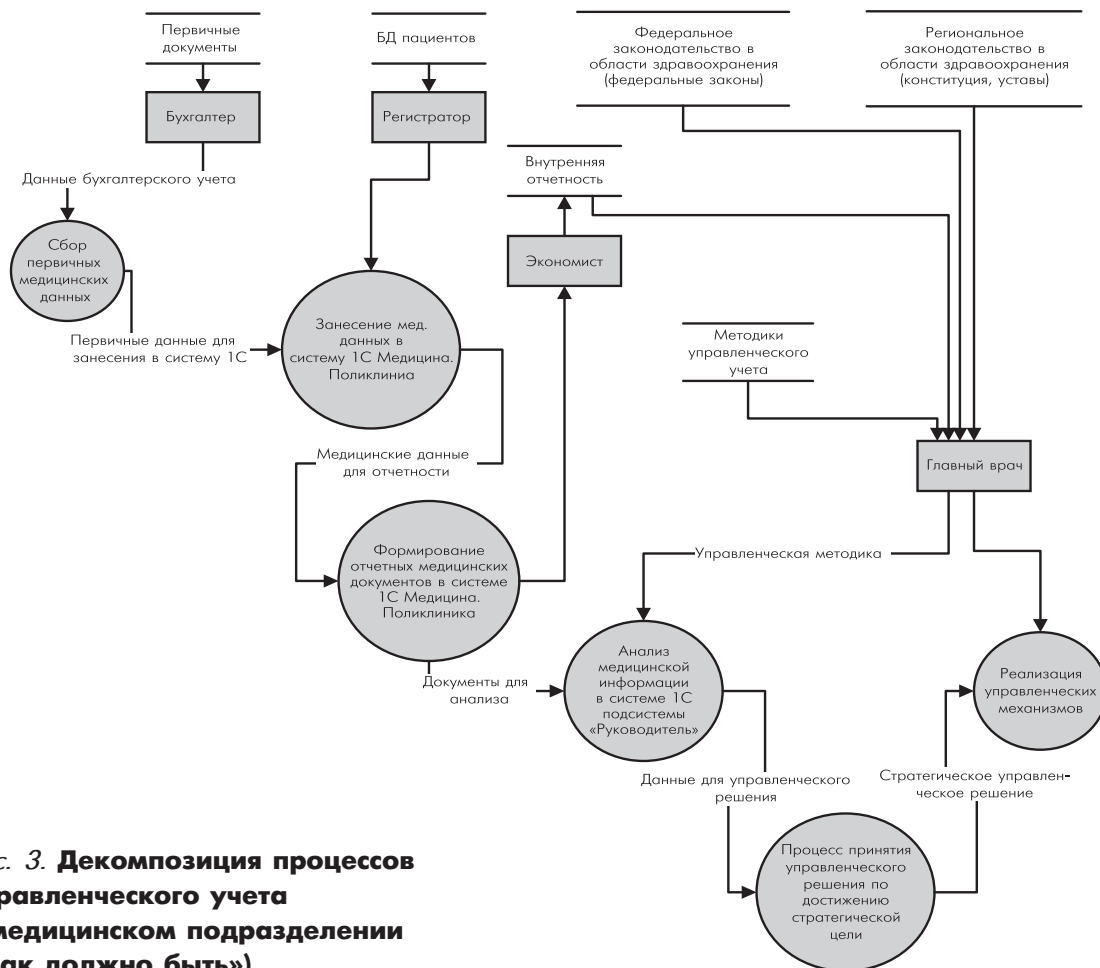 Первичные
документы
БД пациентов
Федеральное
законодательство в
области здравоохранения
(федеральные законы)
Региональное
законодательство в
области здравоохранения
(конституция, уставы)
Бухгалтер
Регистратор
Внутренняя
отчетность
Данные бухгалтерского учета
Экономист
Сбор
первичных
медицинских
данных
Первичные данные для
занесения в систему 1С
Занесение мед.
данных в
систему 1С Медицина.
Поликлиниа
Методики
управленческого
учета
Медицинские данные
для отчетности
Главный врач
Формирование
отчетных медицинских
документов в системе
1С Медицина.
Поликлиника
Управленческая методика
Документы для
анализа
Анализ
медицинской
информации
в системе 1С
подсистемы
«Руководитель»
Реализация
управленческих
механизмов
Данные для управленческого
решения
Стратегическое управлен-
ческое решение
Процесс принятия
управленческого
решения по
достижению
стратегической
цели
с. 3. Декомпозиция процессов
равленческого учета
медицинском подразделении
ак должно быть»)